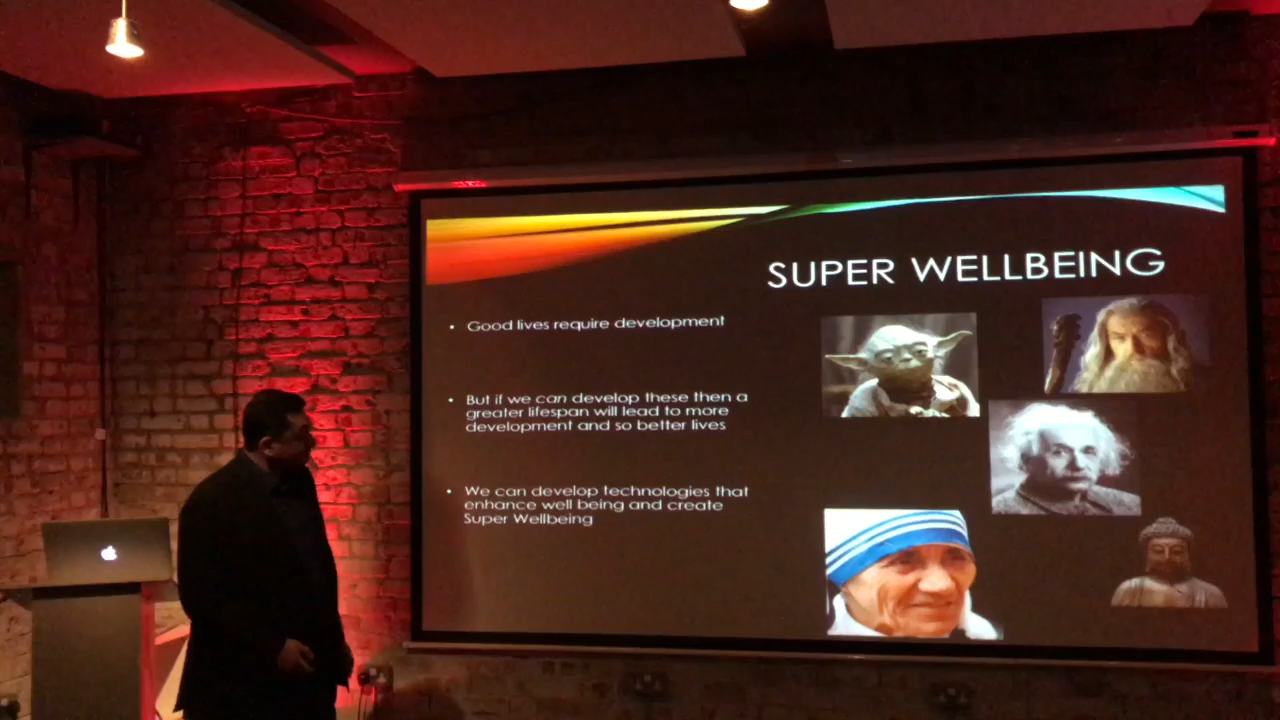 SUPER WELLBEING
• Good lives require development
• But if we can develop these then a
greater lifespan will lead to more
development and so better lives
• We can develop technologies that
enhance well being and create
Super Wellbeing